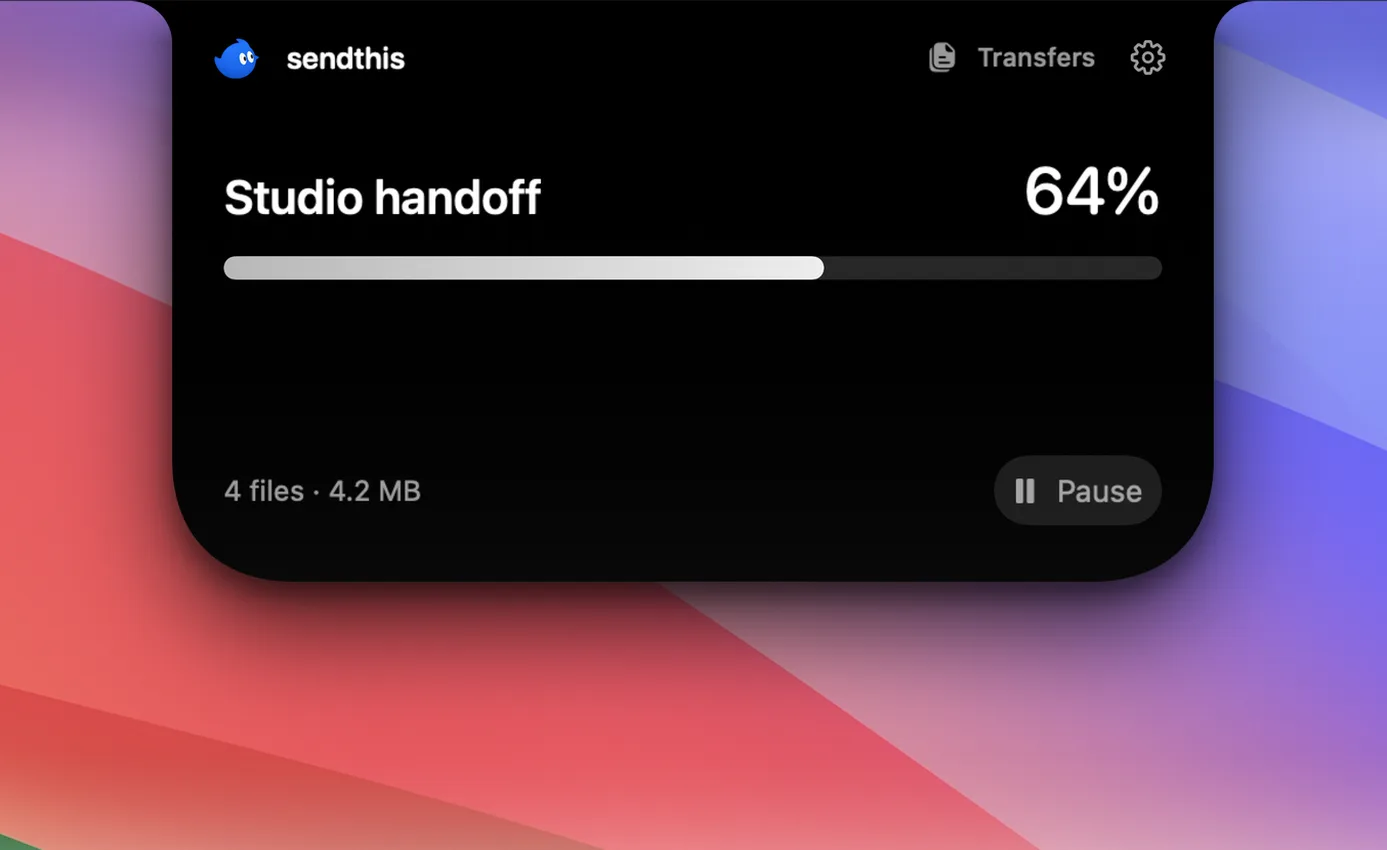 sendthis
Transfers
Studio handoff
64%
4 files · 4.2 MB
Pause